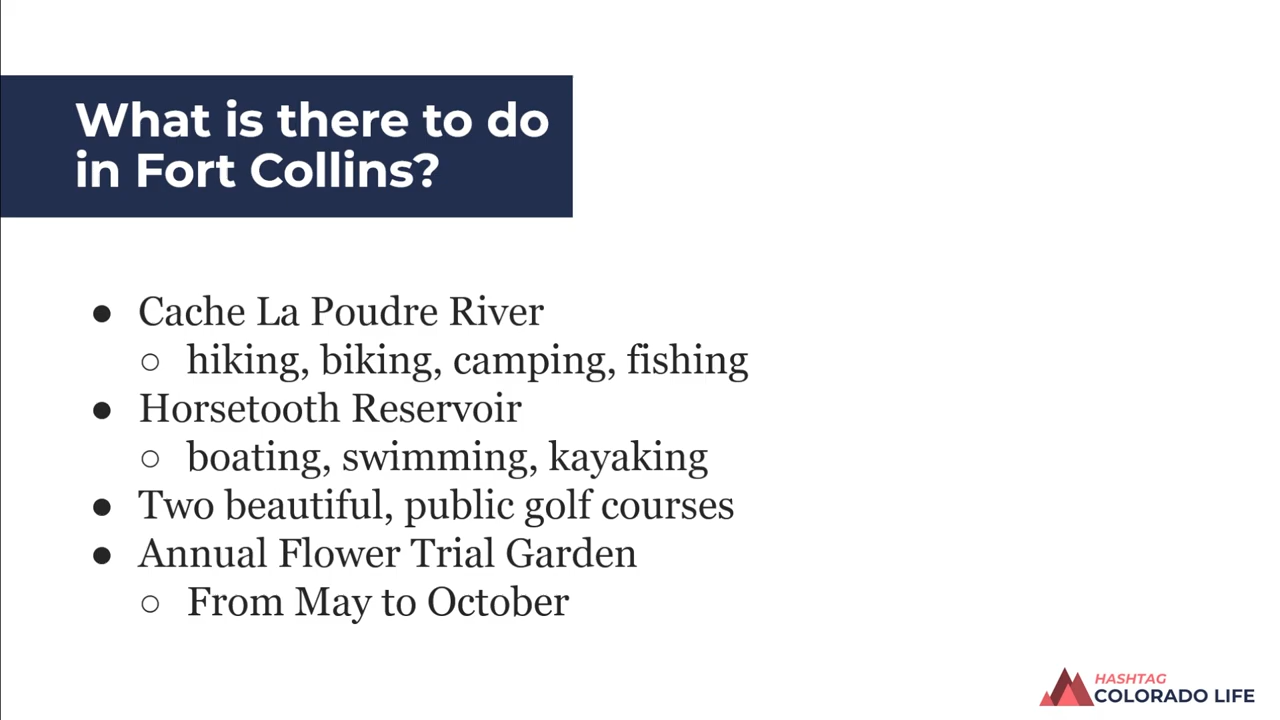 What is there to do
in Fort Collins?
● Cache La Poudre River
○ hiking, biking, camping, fishing
● Horsetooth Reservoir
○ boating, swimming, kayaking
● Two beautiful, public golf courses
● Annual Flower Trial Garden
○ From May to October
HASHTAG
COLORADO LIFE